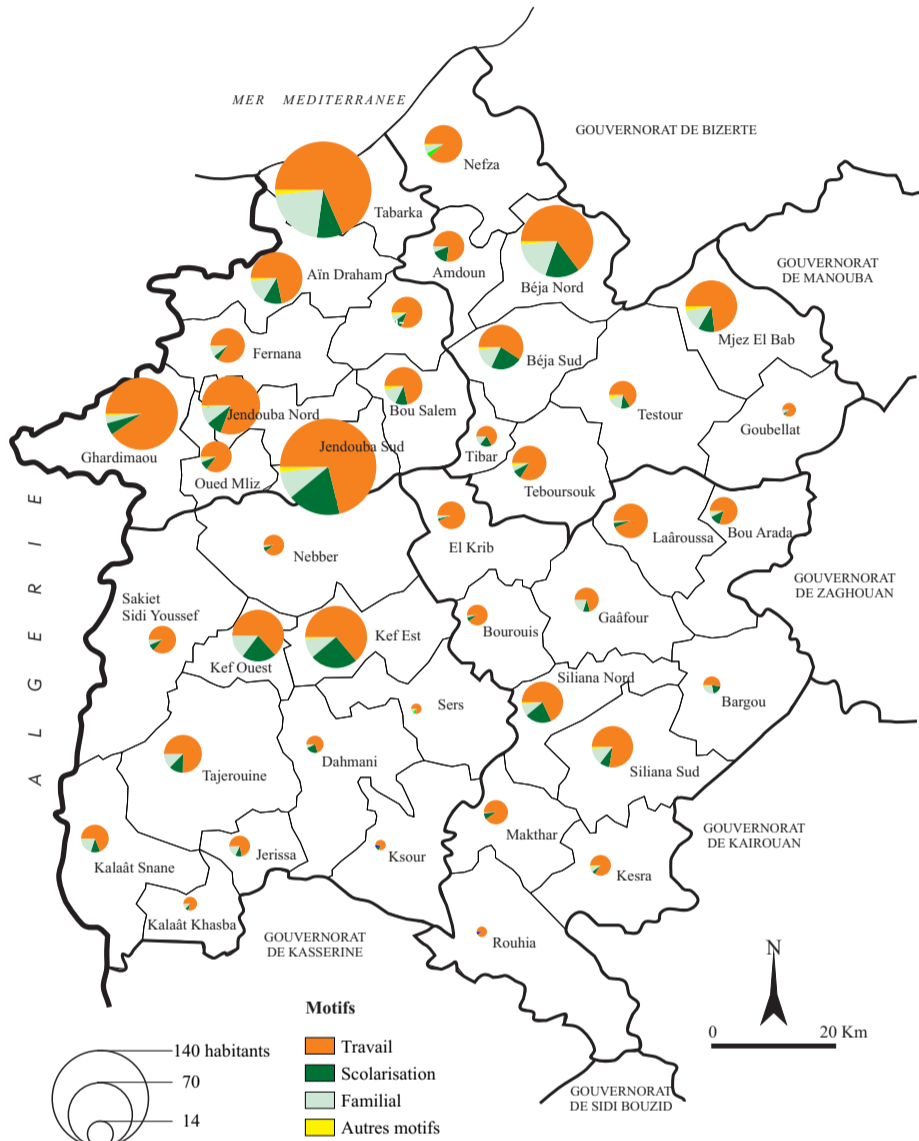 MER MEDITERRANEE
GOUVERNORAT DE BIZERTE
Nefza
Tabarka
GOUVERNORAT
DE MANOUBA
Aïn Draham
Amdoun
Béja Nord
Mjez El Bab
Fernana
Béja Sud
Jendouba Nord
Bou Salem
Testour
Goubellat
Ghardimaou
Jendouba Sud
Tibar
Oued Mliz
Teboursouk
ALGERIE
Nebber
El Krib
Laâroussa
Bou Arada
GOUVERNORAT
DE ZAGHOUAN
Sakiet
Sidi Youssef
Kef Ouest
Kef Est
Bourouis
Gaâfour
Siliana Nord
Bargou
Sers
Tajerouine
Dahmani
Siliana Sud
Kalaât Snane
Jerissa
Ksour
Makthar
GOUVERNORAT
DE KAIROUAN
Kesra
Kalaât Khasba
GOUVERNORAT
DE KASSERINE
Rouhia
N
0 20 Km
Motifs
140 habitants
70
14
Travail
Scolarisation
Familial
Autres motifs
GOUVERNORAT
DE SIDI BOUZID